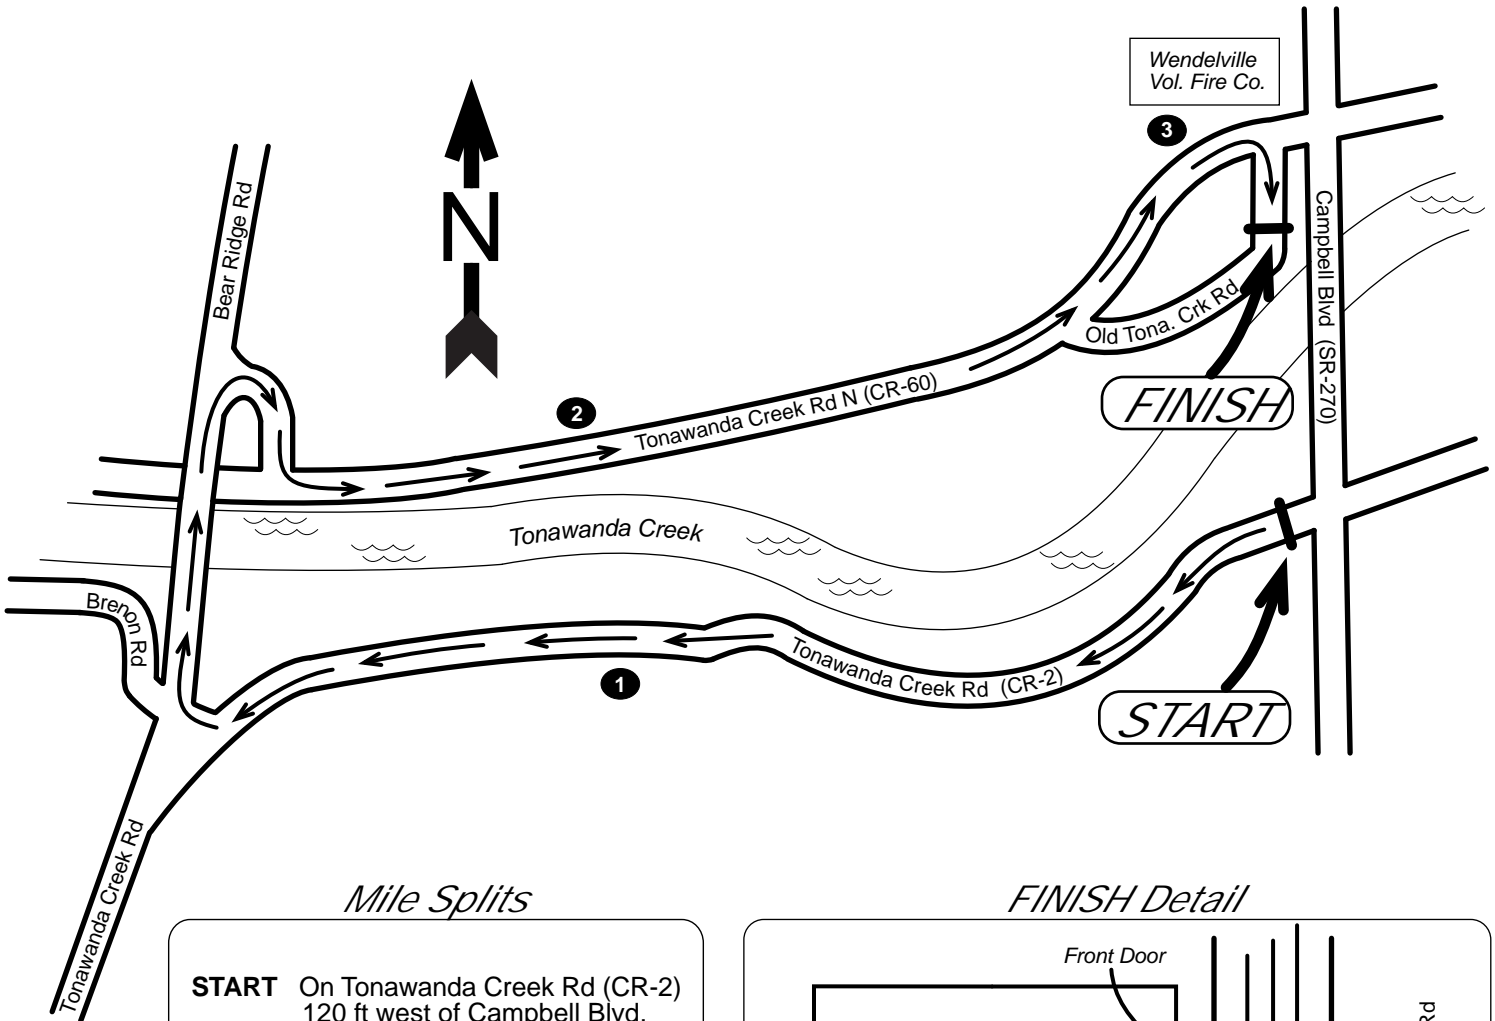 Wendelville
Vol. Fire Co.
3
Bear Ridge Rd
N
Campbell Blvd (SR-270)
Old Tona. Crk Rd
FINISH
2
Tonawanda Creek Rd N (CR-60)
Tonawanda Creek
Brenon Rd
1
Tonawanda Creek Rd (CR-2)
START
Tonawanda Creek Rd
Mile Splits
START On Tonawanda Creek Rd (CR-2)
120 ft west of Campbell Blvd.
FINISH Detail
Front Door
Rd